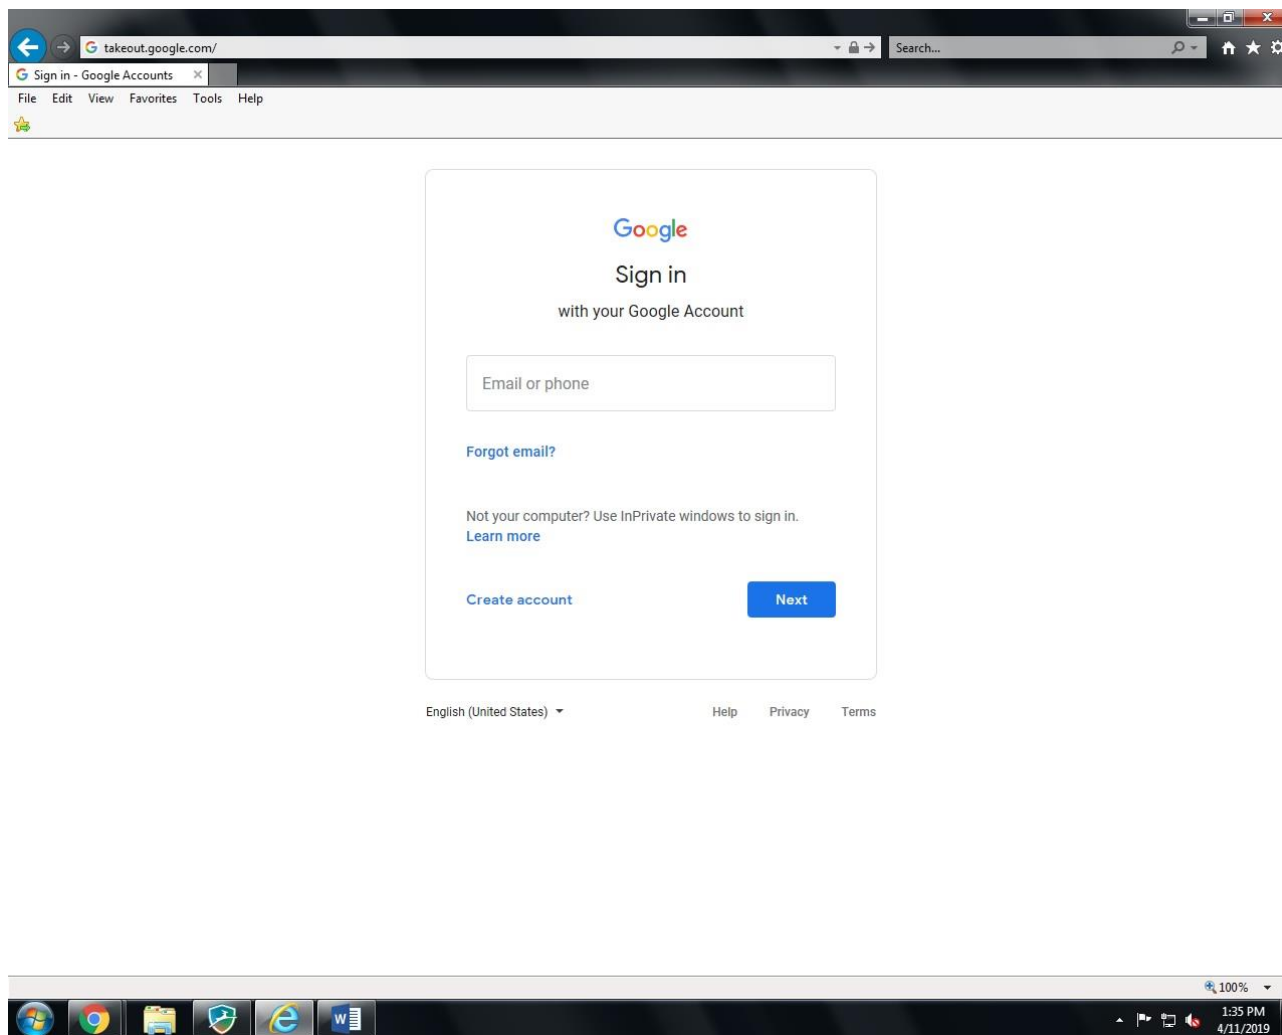 takeout.google.com/
Search...
Sign in - Google Accounts
File Edit View Favorites Tools Help
Google
Sign in
with your Google Account
Email or phone
Forgot email?
Not your computer? Use InPrivate windows to sign in.
Learn more
Create account Next
English (United States) Help Privacy Terms
100%
1:35 PM
4/11/2019